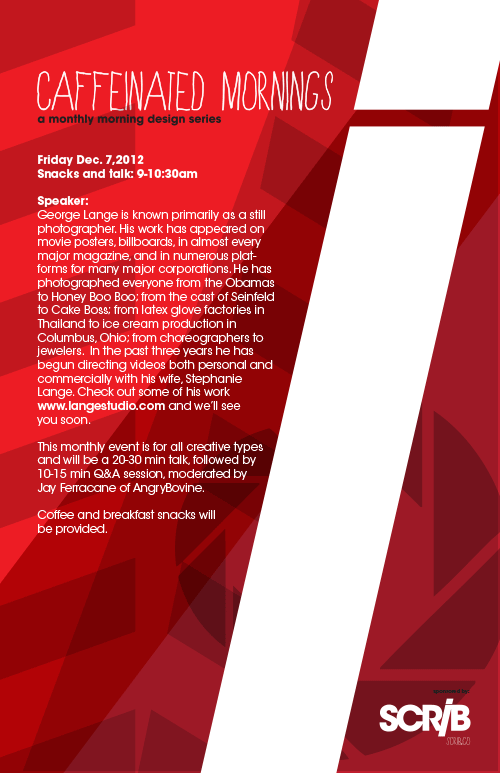 CAFFEINATED MORNINGS
a monthly morning design series
Friday Dec. 7,2012
Snacks and talk: 9-10:30am
Speaker:
George Lange is known primarily as a still
photographer. His work has appeared on
movie posters, billboards, in almost every
major magazine, and in numerous plat-
forms for many major corporations. He has
photographed everyone from the Obamas
to Honey Boo Boo; from the cast of Seinfeld
to Cake Boss; from latex glove factories in
Thailand to ice cream production in
Columbus, Ohio; from choreographers to
jewelers.  In the past three years he has
begun directing videos both personal and
commercially with his wife, Stephanie
Lange. Check out some of his work
www.langestudio.com and we'll see
you soon.
This monthly event is for all creative types
and will be a 20-30 min talk, followed by
10-15 min Q&A session, moderated by
Jay Ferracane of AngryBovine.
Coffee and breakfast snacks will
be provided.
SCRIB